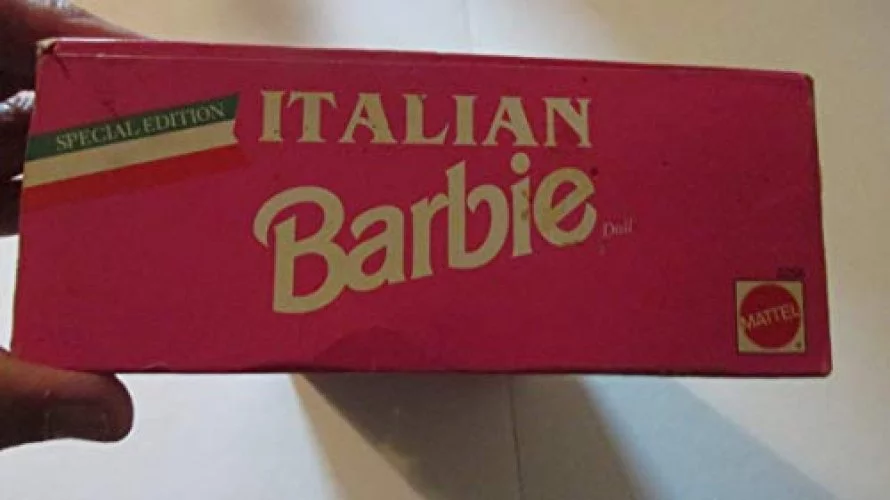 SPECIAL EDITION
ITALIAN
Barbie
Doll
MATTEL